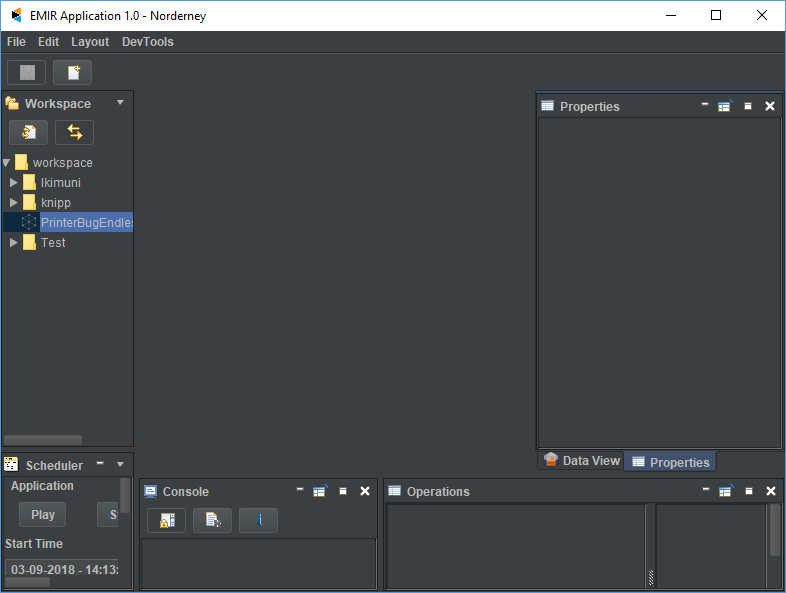 EMIR Application 1.0 - Norderney
File Edit Layout DevTools
Workspace
workspace
Ikimuni
knipp
PrinterBugEndles
Test
Properties
Data View Properties
Scheduler
Application
Play S
Start Time
03-09-2018 - 14:13:
Console
i
Operations